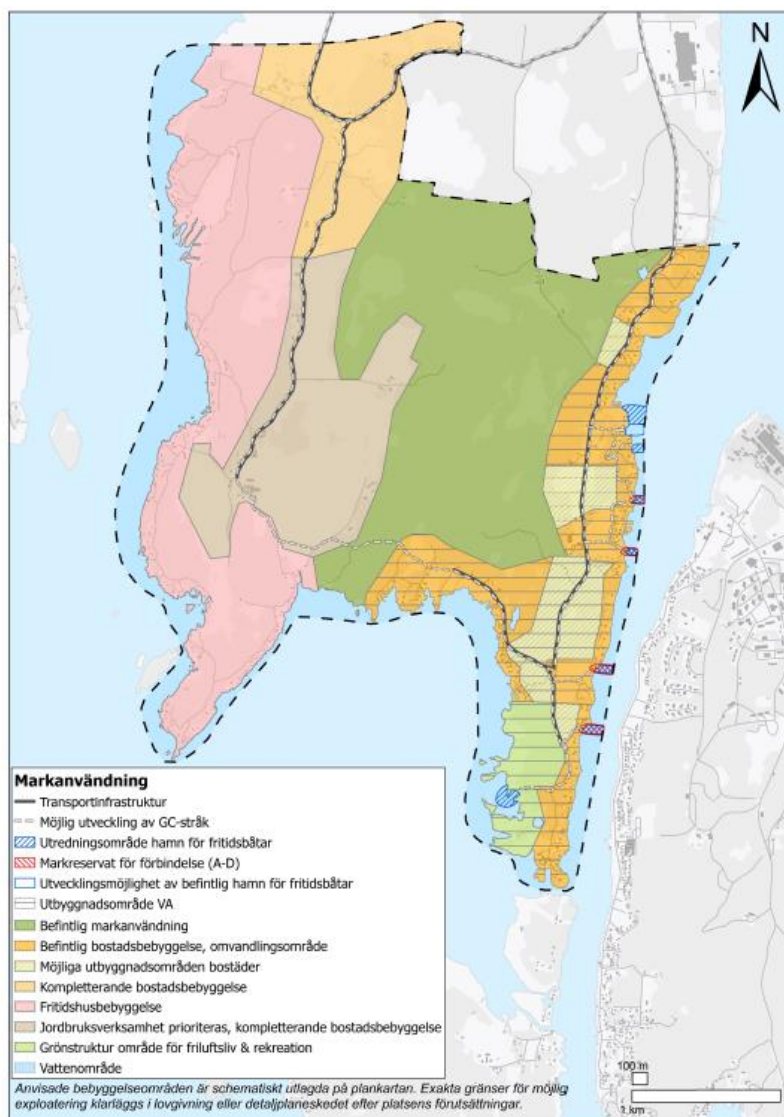 N
Markanvändning
Transportinfrastruktur
Möjlig utveckling av GC-stråk
Utredningsområde hamn för fritidsbåtar
Markreservat för förbindelse (A-D)
Utvecklingsmöjlighet av befintlig hamn för fritidsbåtar
Utbyggnadsområde VA
Befintlig markanvändning
Befintlig bostadsbebyggelse, omvandlingsområde
Möjliga utbyggnadsområden bostäder
Kompletterande bostadsbebyggelse
Fritidshusbebyggelse
Jordbruksverksamhet prioriteras, kompletterande bostadsbebyggelse
Grönstruktur område för friluftsliv & rekreation
Vattenområde
100 m
1 km
Anvisade bebyggelseområden är schematiskt utlagda på plankartan. Exakta gränser för möjlig
exploatering klarläggs i lovgivning eller detaljplaneskedet efter platsens förutsättningar.